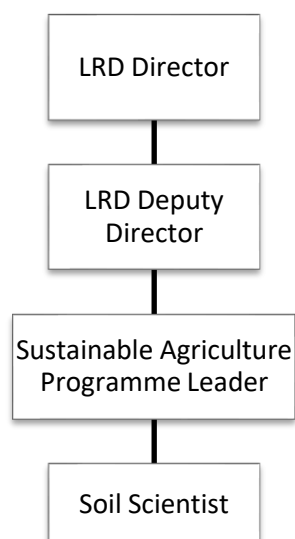 LRD Director
LRD Deputy
Director
Sustainable Agriculture
Programme Leader
Soil Scientist